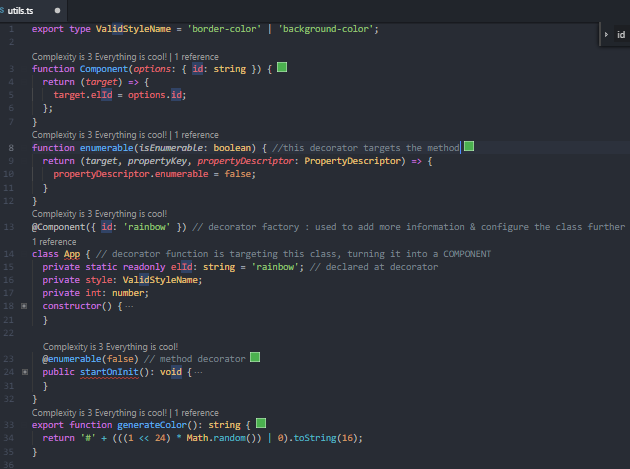 utils.ts
id
1 export type ValidStyleName = 'border-color' | 'background-color';
2
Complexity is 3 Everything is cool! | 1 reference
3 function Component(options: { id: string }) {
4 return (target) => {
5 target.elId = options.id;
6 };
7 }
Complexity is 3 Everything is cool! | 1 reference
8 function enumerable(isEnumerable: boolean) { //this decorator targets the method
9 return (target, propertyKey, propertyDescriptor: PropertyDescriptor) => {
10 propertyDescriptor.enumerable = false;
11 }
12 }
Complexity is 3 Everything is cool!
13 @Component({ id: 'rainbow' }) // decorator factory : used to add more information & configure the class further
1 reference
14 class App { // decorator function is targeting this class, turning it into a COMPONENT
15 private static readonly elId: string = 'rainbow'; // declared at decorator
16 private style: ValidStyleName;
17 private int: number;
18 constructor() { ...
21 }
22
Complexity is 3 Everything is cool!
23 @enumerable(false) // method decorator
24 public startOnInit(): void { ...
31 }
32 }
Complexity is 3 Everything is cool! | 1 reference
33 export function generateColor(): string {
34 return '#' + (((1 << 24) * Math.random()) | 0).toString(16);
35 }
36